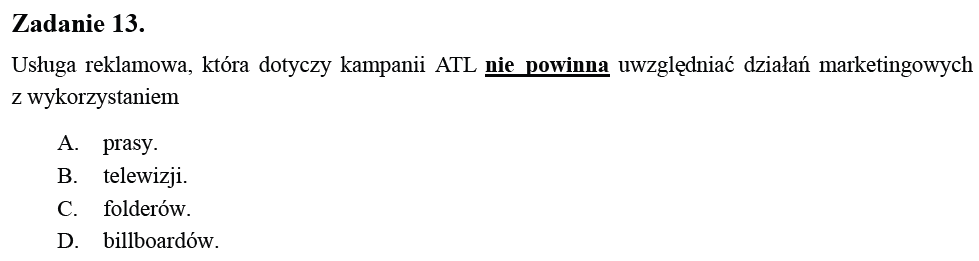 Zadanie 13.
Usługa reklamowa, która dotyczy kampanii ATL nie powinna uwzględniać działań marketingowych
z wykorzystaniem
A. prasy.
B. telewizji.
C. folderów.
D. billboardów.